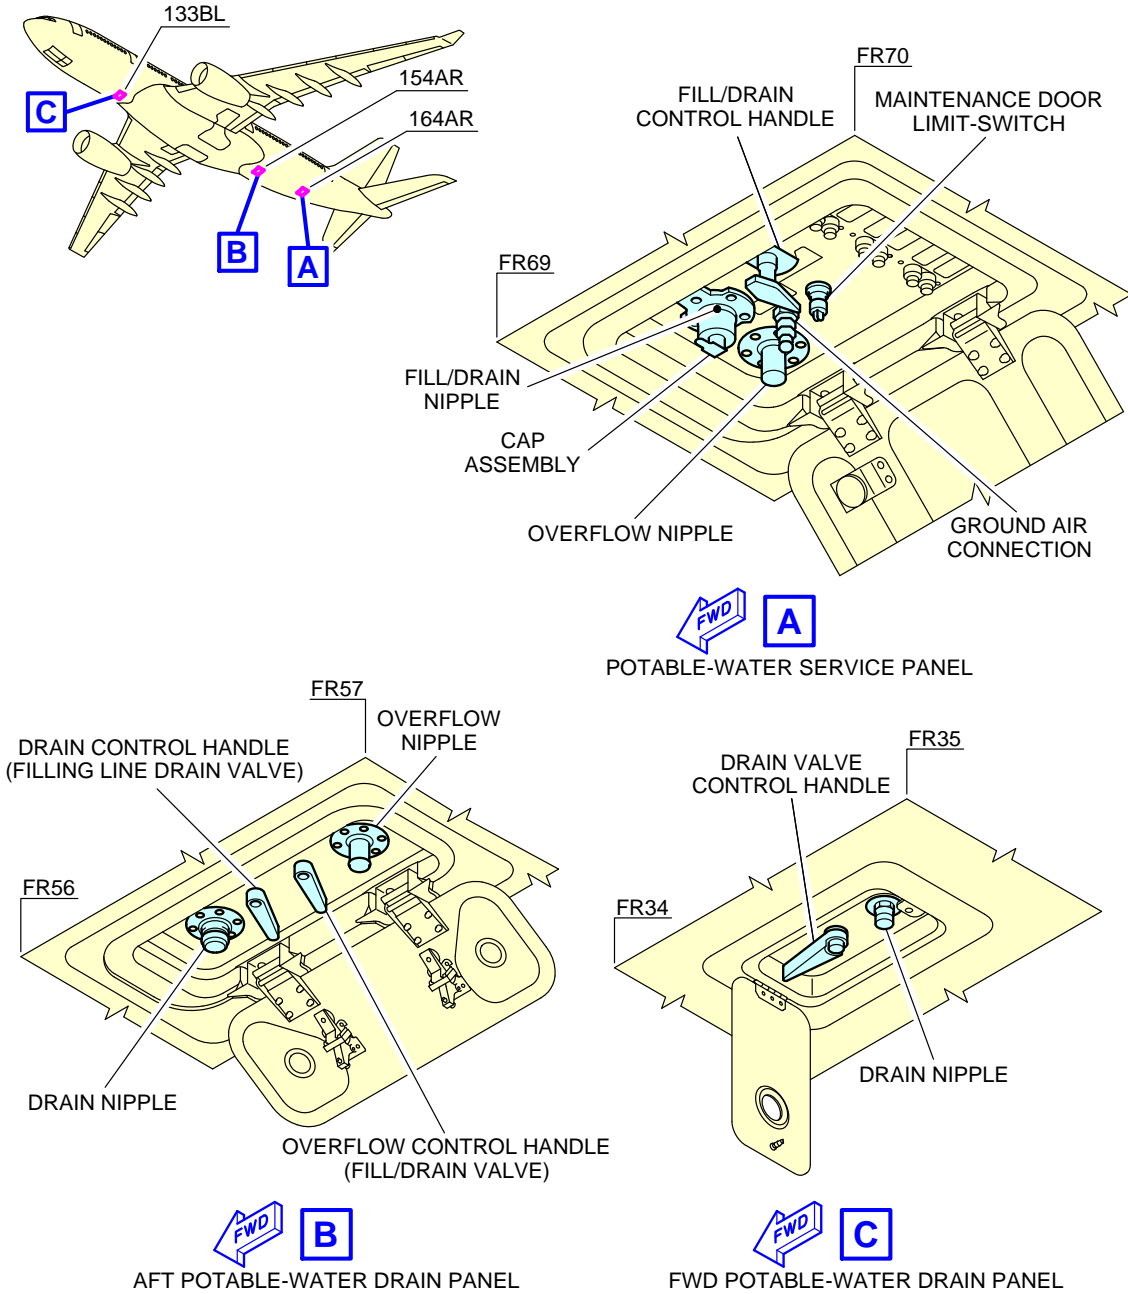 133BL
154AR
164AR
C
B
A
FR70
FILL/DRAIN
CONTROL HANDLE
MAINTENANCE DOOR
LIMIT-SWITCH
FR69
FILL/DRAIN
NIPPLE
CAP
ASSEMBLY
OVERFLOW NIPPLE
GROUND AIR
CONNECTION
FWD
A
POTABLE-WATER SERVICE PANEL
FR57
OVERFLOW
NIPPLE
DRAIN CONTROL HANDLE
(FILLING LINE DRAIN VALVE)
FR56
DRAIN NIPPLE
OVERFLOW CONTROL HANDLE
(FILL/DRAIN VALVE)
FWD
B
AFT POTABLE-WATER DRAIN PANEL
FR35
DRAIN VALVE
CONTROL HANDLE
FR34
DRAIN NIPPLE
FWD
C
FWD POTABLE-WATER DRAIN PANEL